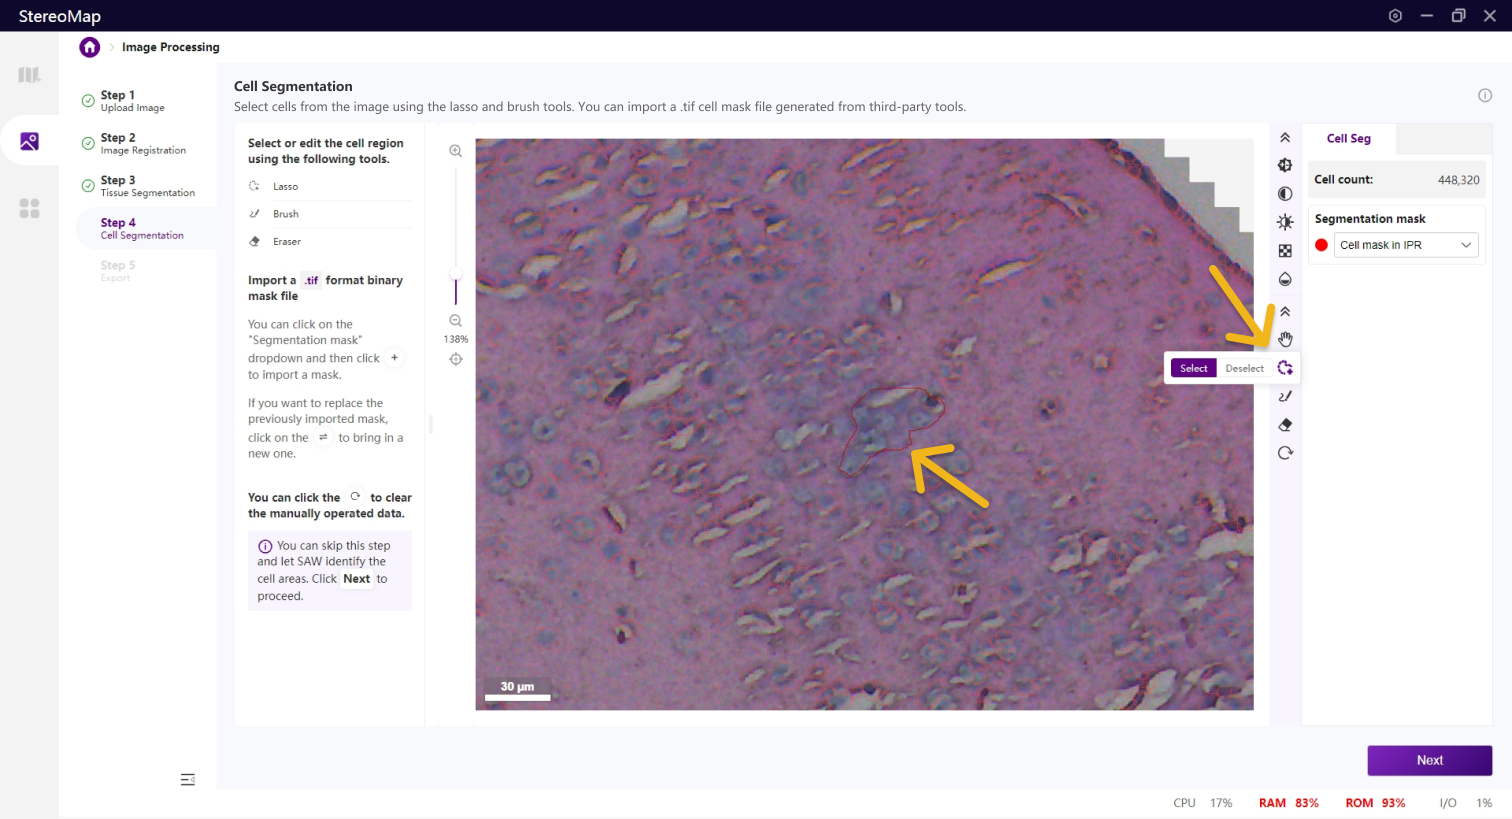 StereoMap
Image Processing
Step 1
Upload Image
Step 2
Image Registration
Step 3
Tissue Segmentation
Step 4
Cell Segmentation
Step 5
Export
Cell Segmentation
Select cells from the image using the lasso and brush tools. You can import a .tif cell mask file generated from third-party tools.
Select or edit the cell region
using the following tools.
Lasso
Brush
Eraser
Import a .tif format binary
mask file
You can click on the
"Segmentation mask"
dropdown and then click +
to import a mask.
If you want to replace the
previously imported mask,
click on the ⇌ to bring in a
new one.
You can click the to clear
the manually operated data.
You can skip this step
and let SAW identify the
cell areas. Click Next to
proceed.
138%
30 μm
Select Deselect
Cell Seg
Cell count: 448,320
Segmentation mask
Cell mask in IPR
Next
CPU 17% RAM 83% ROM 93% I/O 1%